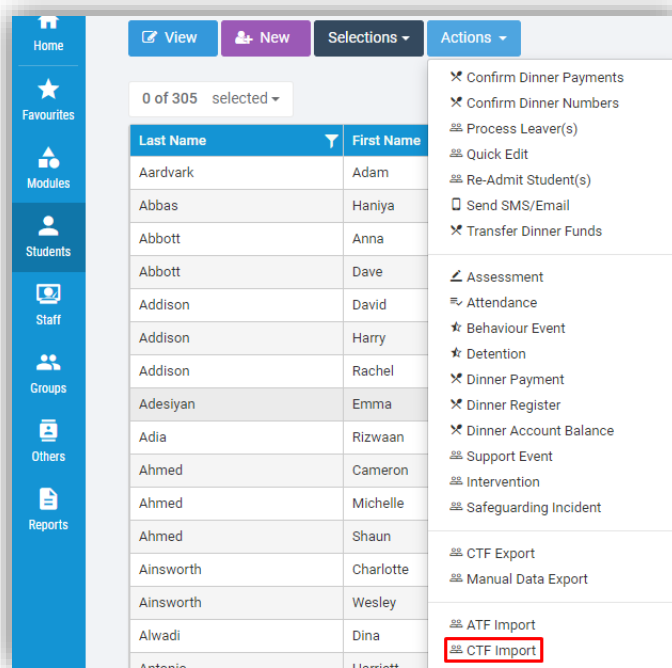 Home
Favourites
Modules
Students
Staff
Groups
Others
Reports
View New Selections Actions
0 of 305 selected
Last Name First Name
Aardvark Adam
Abbas Haniya
Abbott Anna
Abbott Dave
Addison David
Addison Harry
Addison Rachel
Adesiyan Emma
Adia Rizwaan
Ahmed Cameron
Ahmed Michelle
Ahmed Shaun
Ainsworth Charlotte
Ainsworth Wesley
Alwadi Dina
Antonio Harriett
Confirm Dinner Payments
Confirm Dinner Numbers
Process Leaver(s)
Quick Edit
Re-Admit Student(s)
Send SMS/Email
Transfer Dinner Funds
Assessment
Attendance
Behaviour Event
Detention
Dinner Payment
Dinner Register
Dinner Account Balance
Support Event
Intervention
Safeguarding Incident
CTF Export
Manual Data Export
ATF Import
CTF Import